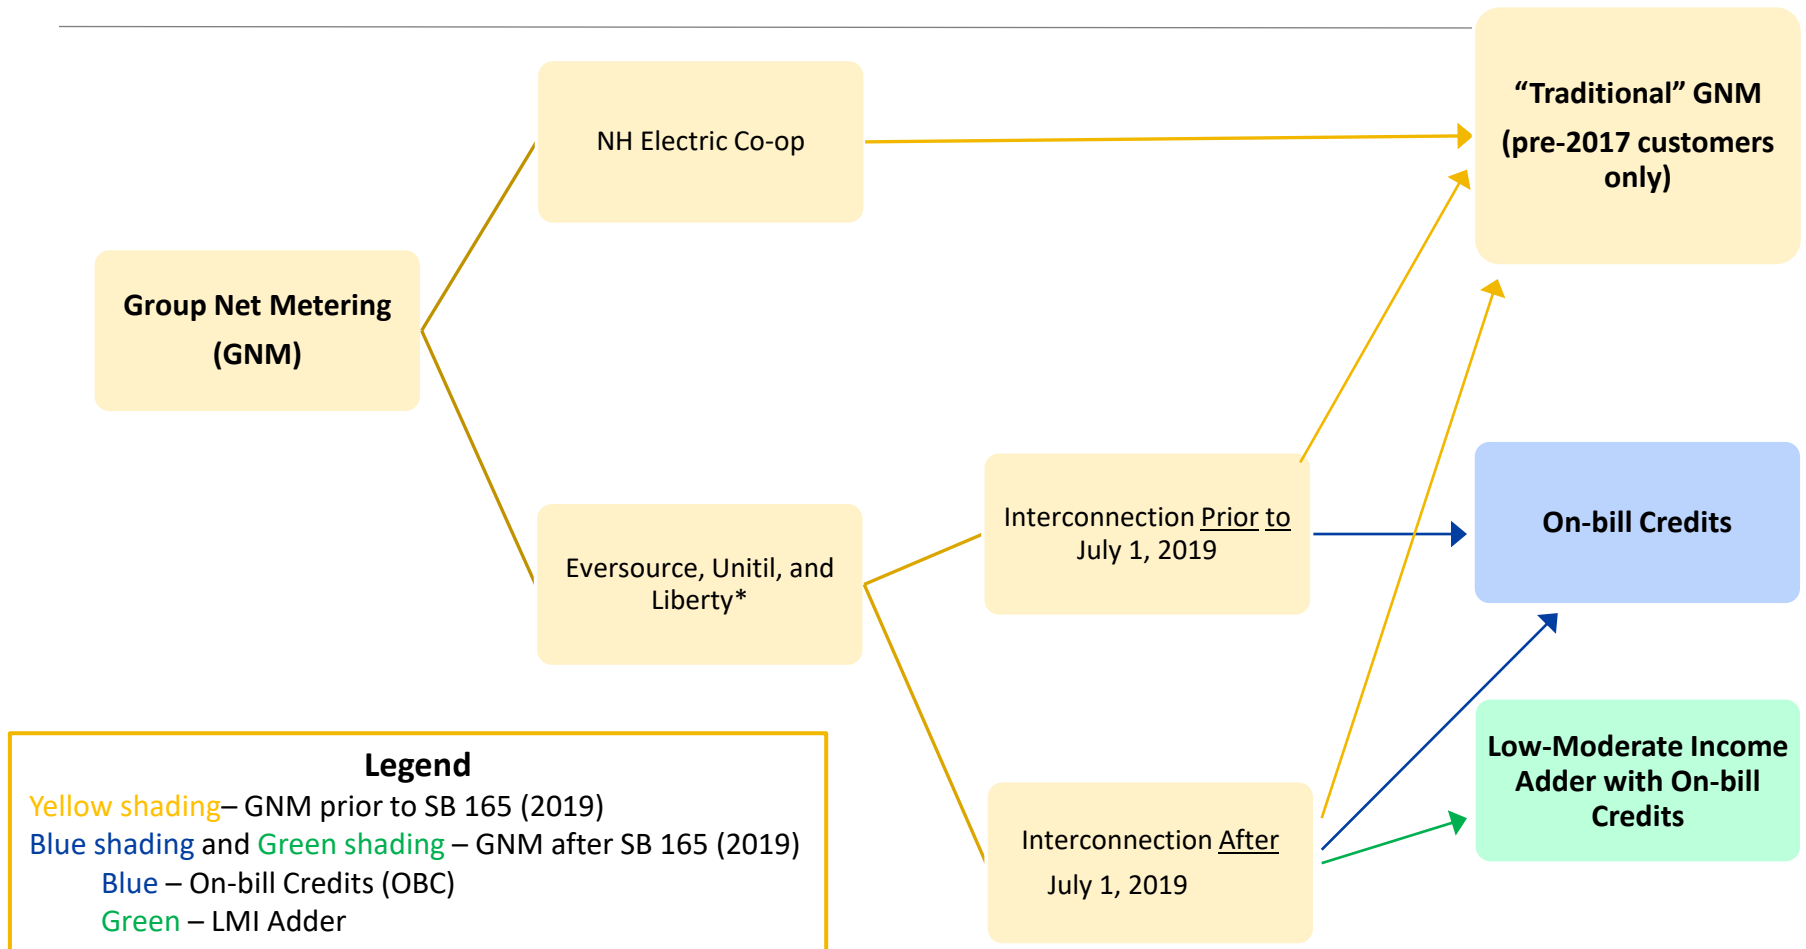 “Traditional” GNM
(pre-2017 customers
only)
NH Electric Co-op
Group Net Metering
(GNM)
Interconnection Prior to
July 1, 2019
On-bill Credits
Eversource, Unitil, and
Liberty*
Low-Moderate Income
Adder with On-bill
Credits
Interconnection After
July 1, 2019
Legend
Yellow shading– GNM prior to SB 165 (2019)
Blue shading and Green shading – GNM after SB 165 (2019)
Blue – On-bill Credits (OBC)
Green – LMI Adder